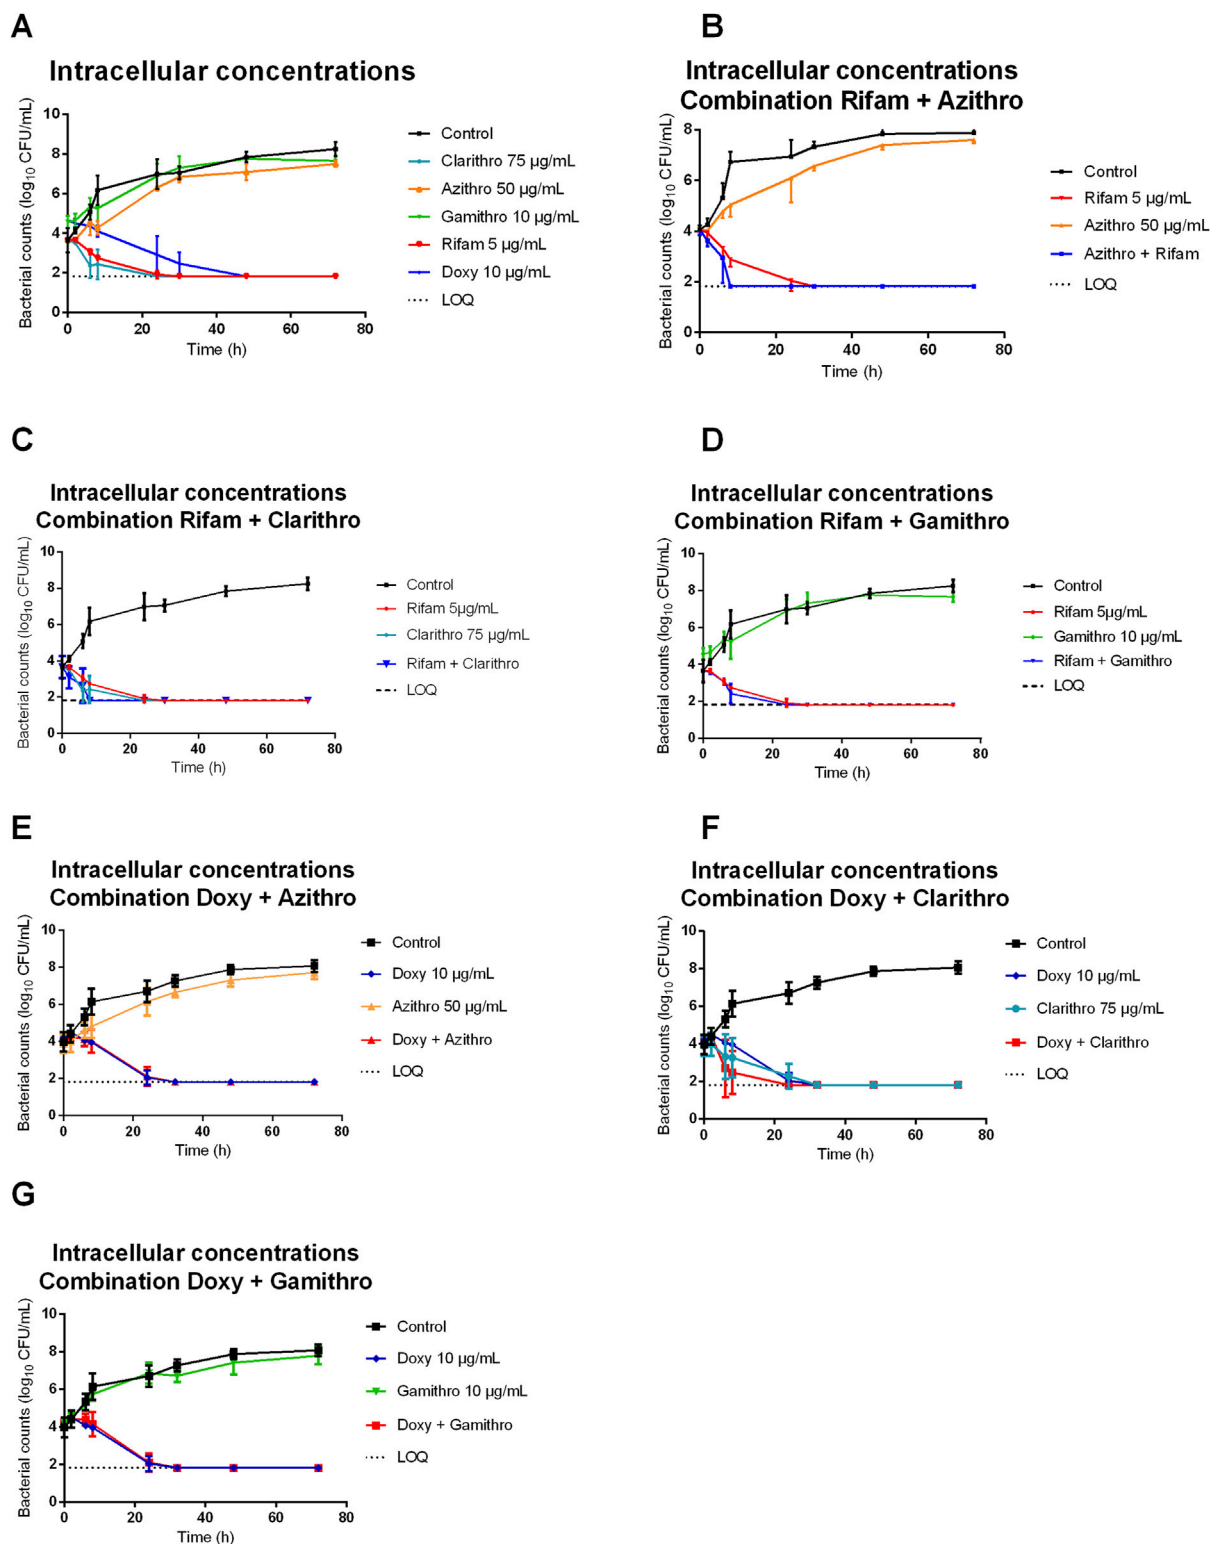 A
Intracellular concentrations
Bacterial counts (log10 CFU/mL)
10
8
6
4
2
0
0 20 40 60 80
Time (h)
Control
Clarithro 75 µg/mL
Azithro 50 µg/mL
Gamithro 10 µg/mL
Rifam 5 µg/mL
Doxy 10 µg/mL
LOQ
B
Intracellular concentrations
Combination Rifam + Azithro
Bacterial counts (log10 CFU/mL)
8
6
4
2
0
0 20 40 60 80
Time (h)
Control
Rifam 5 µg/mL
Azithro 50 µg/mL
Azithro + Rifam
LOQ
C
Intracellular concentrations
Combination Rifam + Clarithro
Bacterial counts (log10 CFU/mL)
10
8
6
4
2
0
0 20 40 60 80
Time (h)
Control
Rifam 5µg/mL
Clarithro 75 µg/mL
Rifam + Clarithro
LOQ
D
Intracellular concentrations
Combination Rifam + Gamithro
Bacterial counts (log10 CFU/mL)
10
8
6
4
2
0
0 20 40 60 80
Time (h)
Control
Rifam 5µg/mL
Gamithro 10 µg/mL
Rifam + Gamithro
LOQ
E
Intracellular concentrations
Combination Doxy + Azithro
Bacterial counts (log10 CFU/mL)
10
8
6
4
2
0
0 20 40 60 80
Time (h)
Control
Doxy 10 µg/mL
Azithro 50 µg/mL
Doxy + Azithro
LOQ
F
Intracellular concentrations
Combination Doxy + Clarithro
Bacterial counts (log10 CFU/mL)
10
8
6
4
2
0
0 20 40 60 80
Time (h)
Control
Doxy 10 µg/mL
Clarithro 75 µg/mL
Doxy + Clarithro
LOQ
G
Intracellular concentrations
Combination Doxy + Gamithro
Bacterial counts (log10 CFU/mL)
10
8
6
4
2
0
0 20 40 60 80
Time (h)
Control
Doxy 10 µg/mL
Gamithro 10 µg/mL
Doxy + Gamithro
LOQ